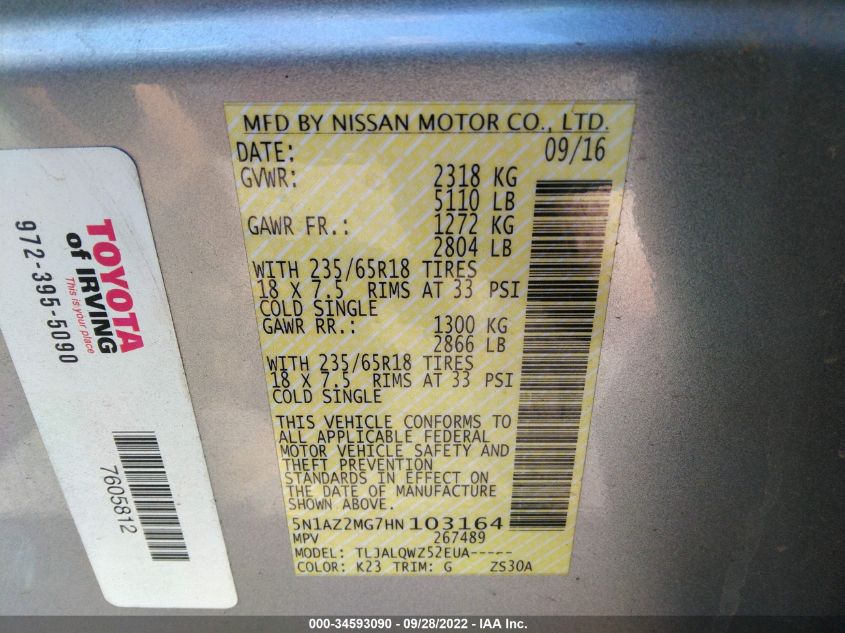 MFD BY NISSAN MOTOR CO., LTD.
DATE: 09/16
GVWR: 2318 KG
5110 LB
GAWR FR.: 1272 KG
2804 LB
WITH 235/65R18 TIRES
18 X 7.5 RIMS AT 33 PSI
COLD SINGLE
GAWR RR.: 1300 KG
2866 LB
WITH 235/65R18 TIRES
18 X 7.5 RIMS AT 33 PSI
COLD SINGLE
THIS VEHICLE CONFORMS TO
ALL APPLICABLE FEDERAL
MOTOR VEHICLE SAFETY AND
THEFT PREVENTION
STANDARDS IN EFFECT ON
THE DATE OF MANUFACTURE
SHOWN ABOVE.
5N1AZ2MG7HN103164
MPV 267489
MODEL: TLJALQWZ52EUA-----
COLOR: K23 TRIM: G ZS30A
TOYOTA
of IRVING
This is your place
972-395-5090
7605812
000-34593090 - 09/28/2022 - IAA Inc.